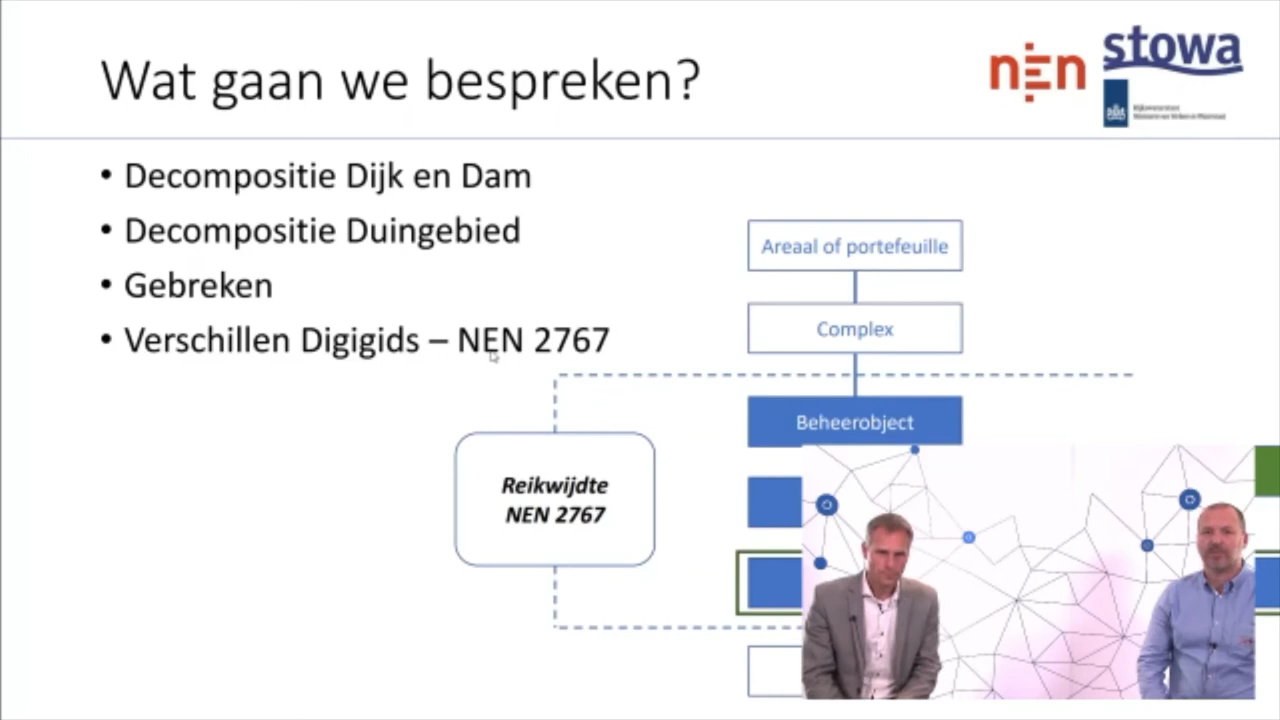 Wat gaan we bespreken?
nen
stowa
• Decompositie Dijk en Dam
• Decompositie Duingebied
• Gebreken
• Verschillen Digigids – NEN 2767
Areaal of portefeuille
Complex
Beheerobject
Reikwijdte
NEN 2767